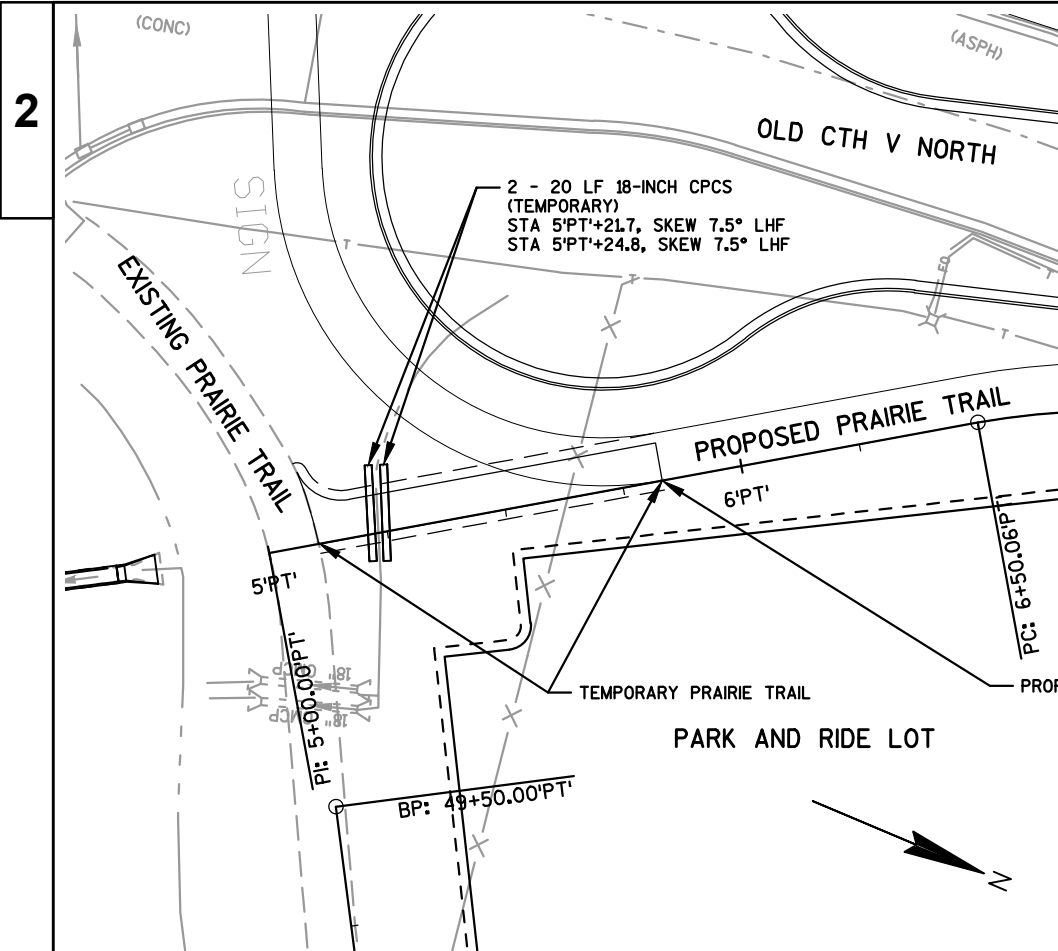 2
(CONC)
(ASPH)
OLD CTH V NORTH
2 - 20 LF 18-INCH CPCS
(TEMPORARY)
STA 5'PT'+21.7, SKEW 7.5° LHF
STA 5'PT'+24.8, SKEW 7.5° LHF
SIGN
T
T
T
T
FO
EXISTING PRAIRIE TRAIL
PROPOSED PRAIRIE TRAIL
6'PT'
5'PT'
PC: 6+50.06'PT'
PI: 5+00.00'PT'
18"
18"
TEMPORARY PRAIRIE TRAIL
PARK AND RIDE LOT
BP: 49+50.00'PT'
N